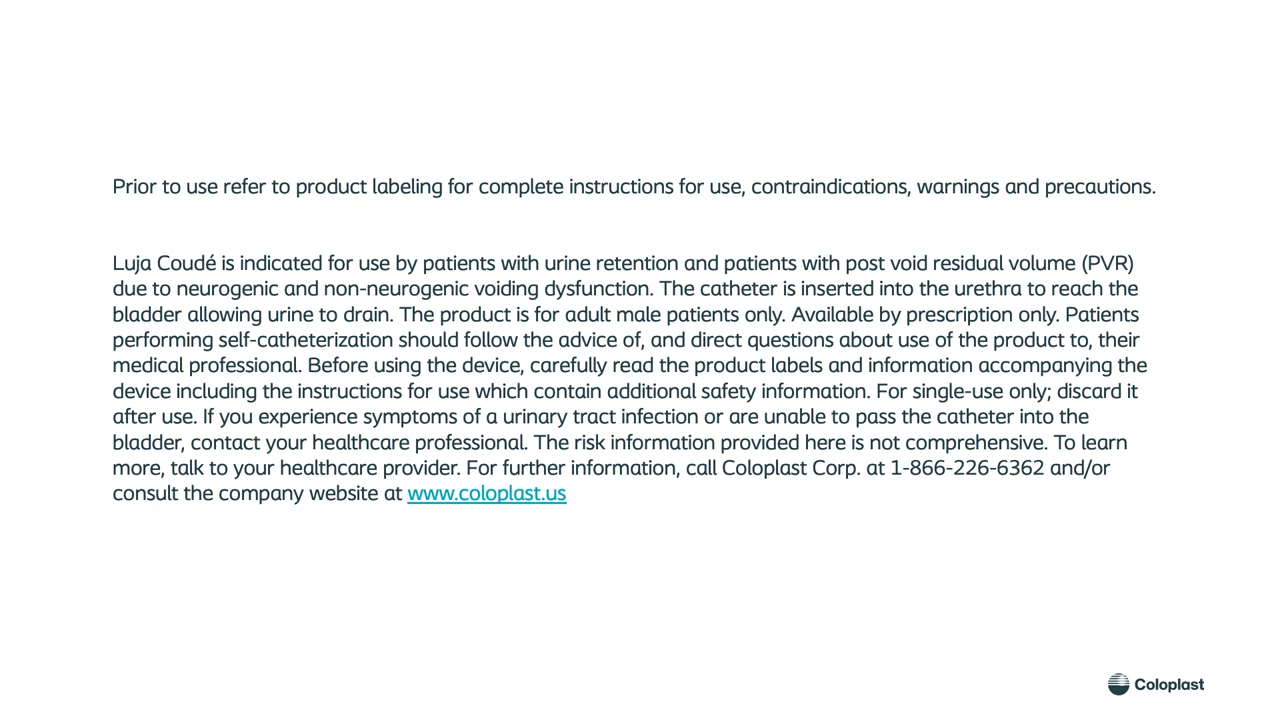 Prior to use refer to product labeling for complete instructions for use, contraindications, warnings and precautions.
Luja Coudé is indicated for use by patients with urine retention and patients with post void residual volume (PVR)
due to neurogenic and non-neurogenic voiding dysfunction. The catheter is inserted into the urethra to reach the
bladder allowing urine to drain. The product is for adult male patients only. Available by prescription only. Patients
performing self-catheterization should follow the advice of, and direct questions about use of the product to, their
medical professional. Before using the device, carefully read the product labels and information accompanying the
device including the instructions for use which contain additional safety information. For single-use only; discard it
after use. If you experience symptoms of a urinary tract infection or are unable to pass the catheter into the
bladder, contact your healthcare professional. The risk information provided here is not comprehensive. To learn
more, talk to your healthcare provider. For further information, call Coloplast Corp. at 1-866-226-6362 and/or
consult the company website at www.coloplast.us
Coloplast